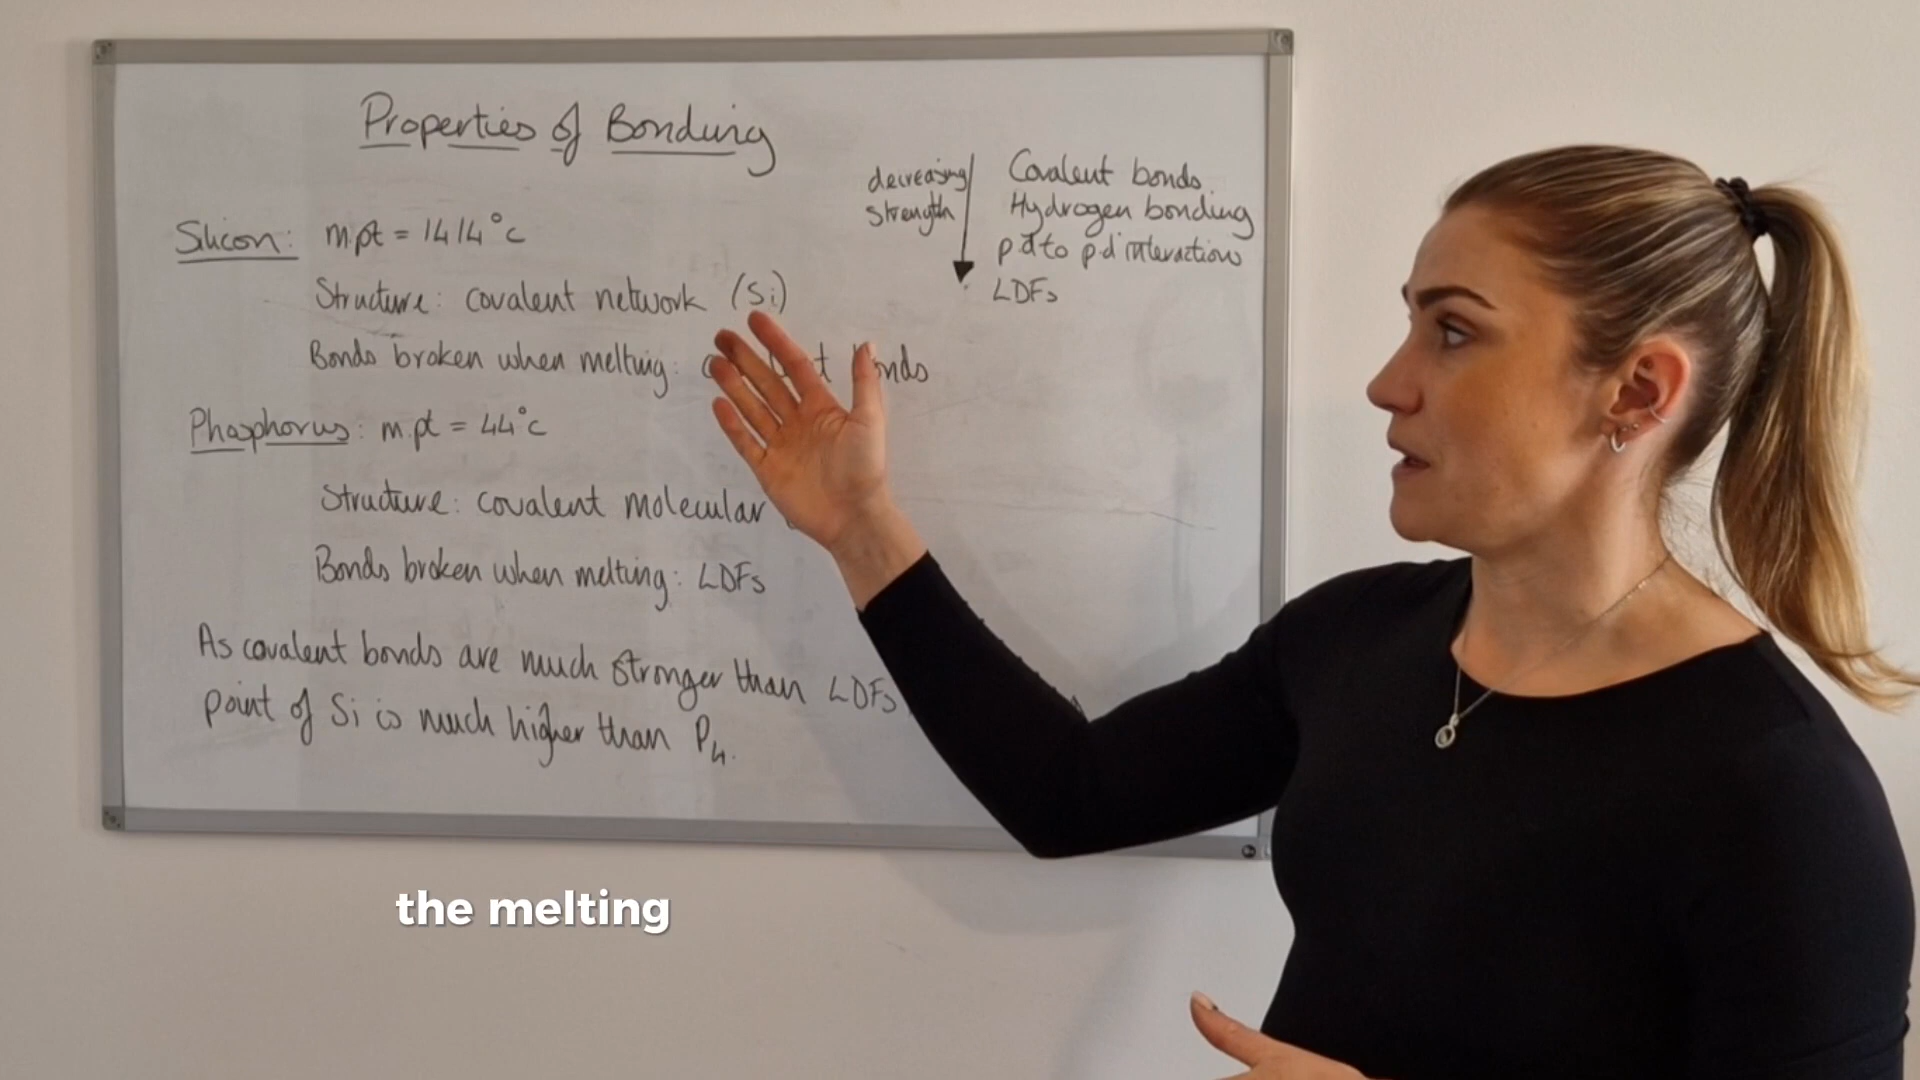 Properties of Bonding
Silicon: m.pt = 1414°c
Structure: covalent network (Si)
Bonds broken when melting: bonds
Phosphorus: m.pt = 44°c
Structure: covalent molecular
Bonds broken when melting: LDFs
As covalent bonds are much stronger than LDFs
point of Si is much higher than P4.
decreasing
strength
Covalent bonds.
Hydrogen bonding
pd to pd interactions
LDFs
the melting